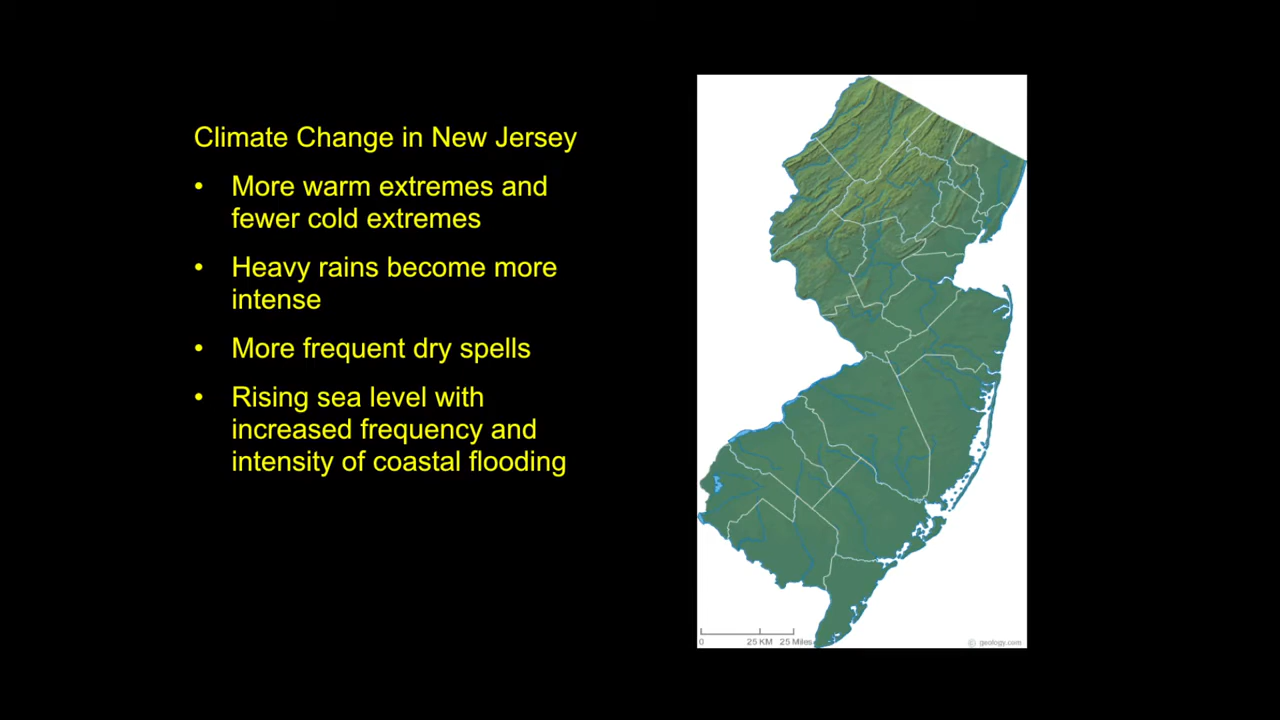 Climate Change in New Jersey
• More warm extremes and
fewer cold extremes
• Heavy rains become more
intense
• More frequent dry spells
• Rising sea level with
increased frequency and
intensity of coastal flooding
0 25 KM 25 Miles
© geology.com